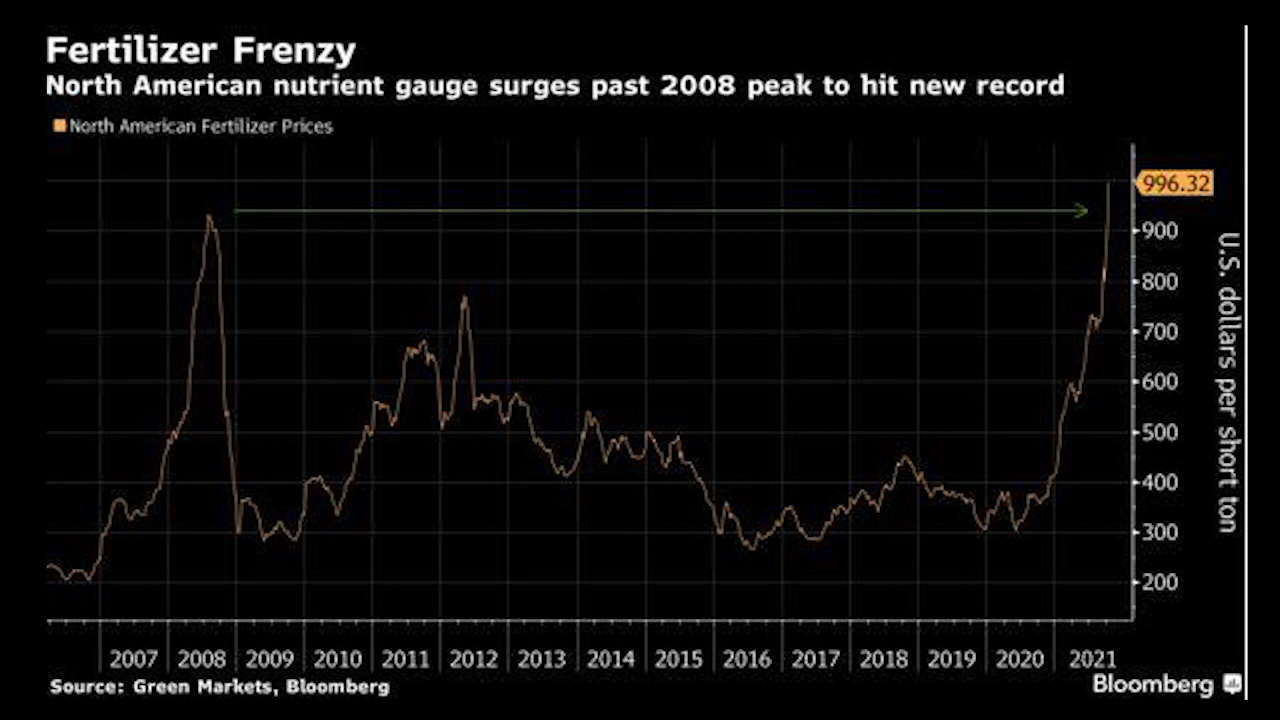 Fertilizer Frenzy
North American nutrient gauge surges past 2008 peak to hit new record
North American Fertilizer Prices
996.32
900
800
700
600
500
400
300
200
U.S. dollars per short ton
2007 2008 2009 2010 2011 2012 2013 2014 2015 2016 2017 2018 2019 2020 2021
Source: Green Markets, Bloomberg
Bloomberg